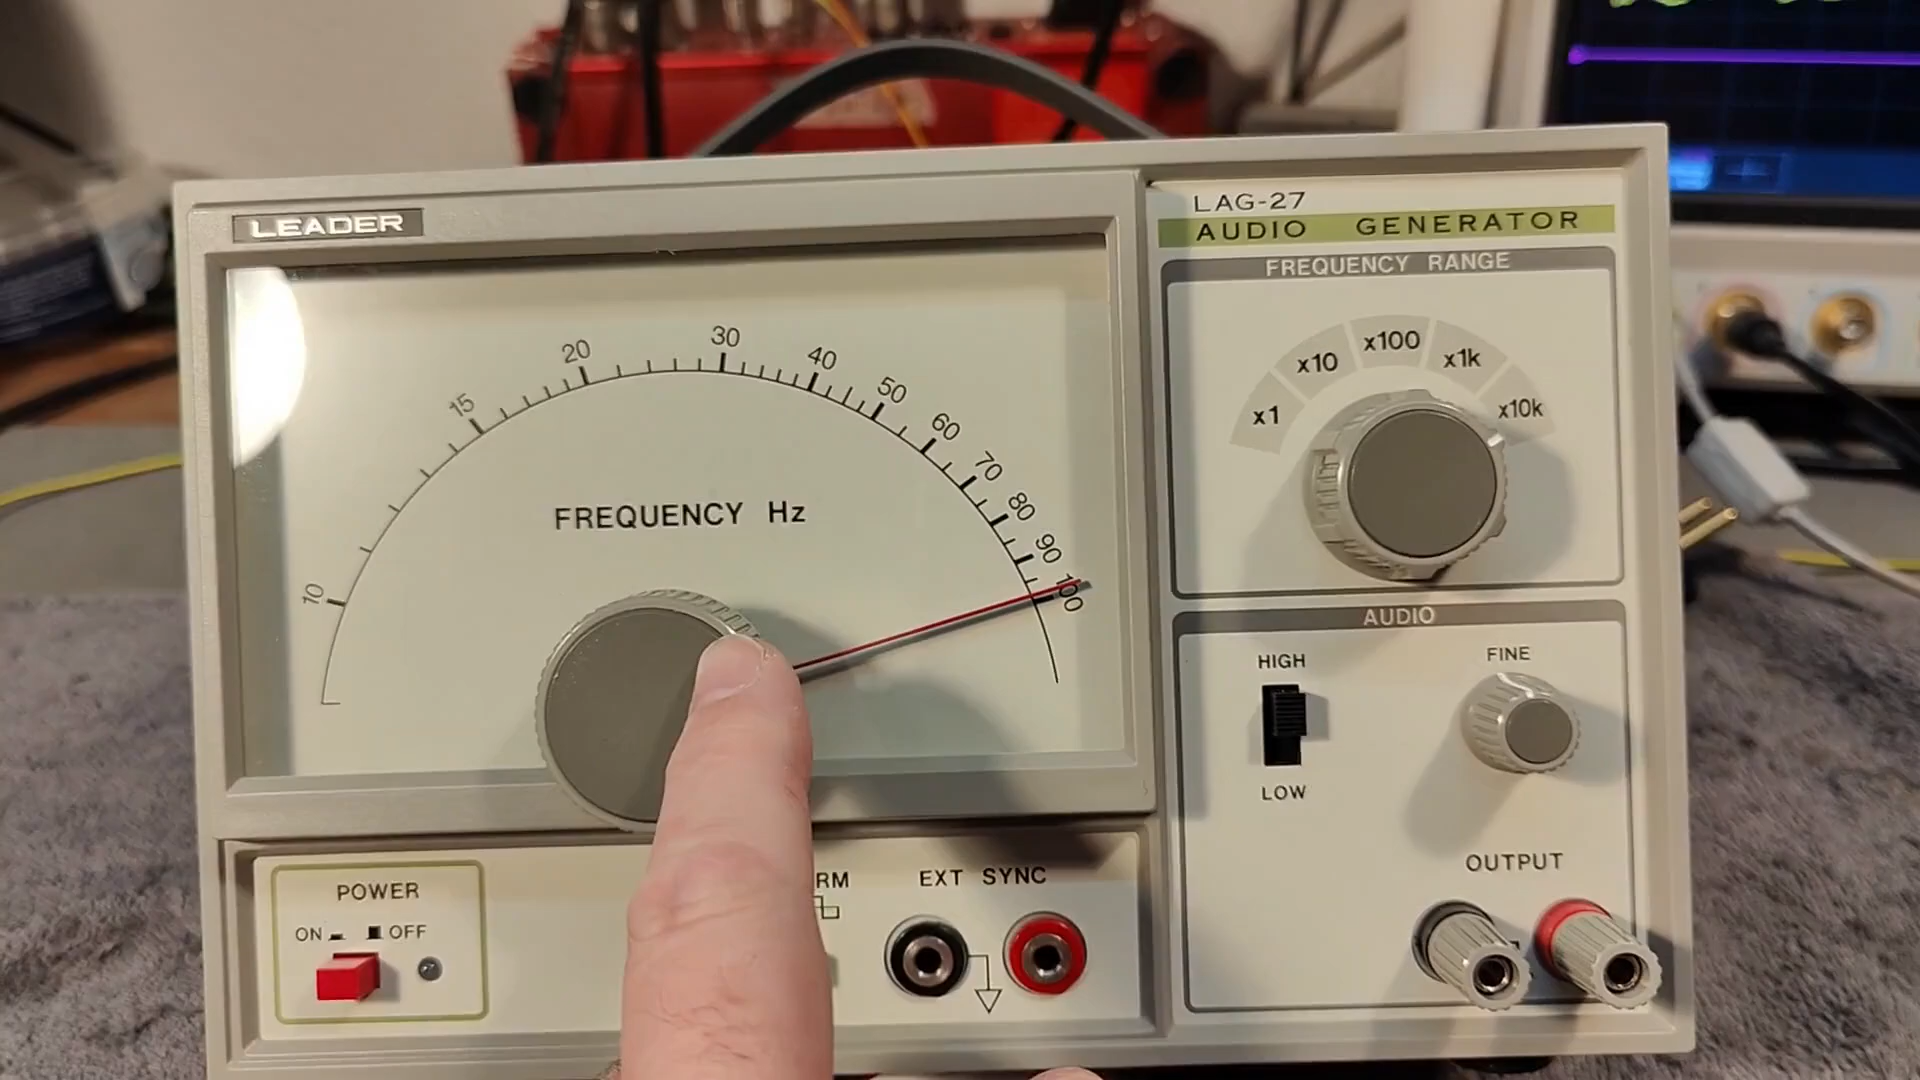 LEADER
LAG-27
AUDIO GENERATOR
FREQUENCY RANGE
x1 x10 x100 x1k x10k
10 15 20 30 40 50 60 70 80 90 100
FREQUENCY Hz
AUDIO
HIGH
LOW
FINE
OUTPUT
POWER
ON OFF
RM
EXT SYNC